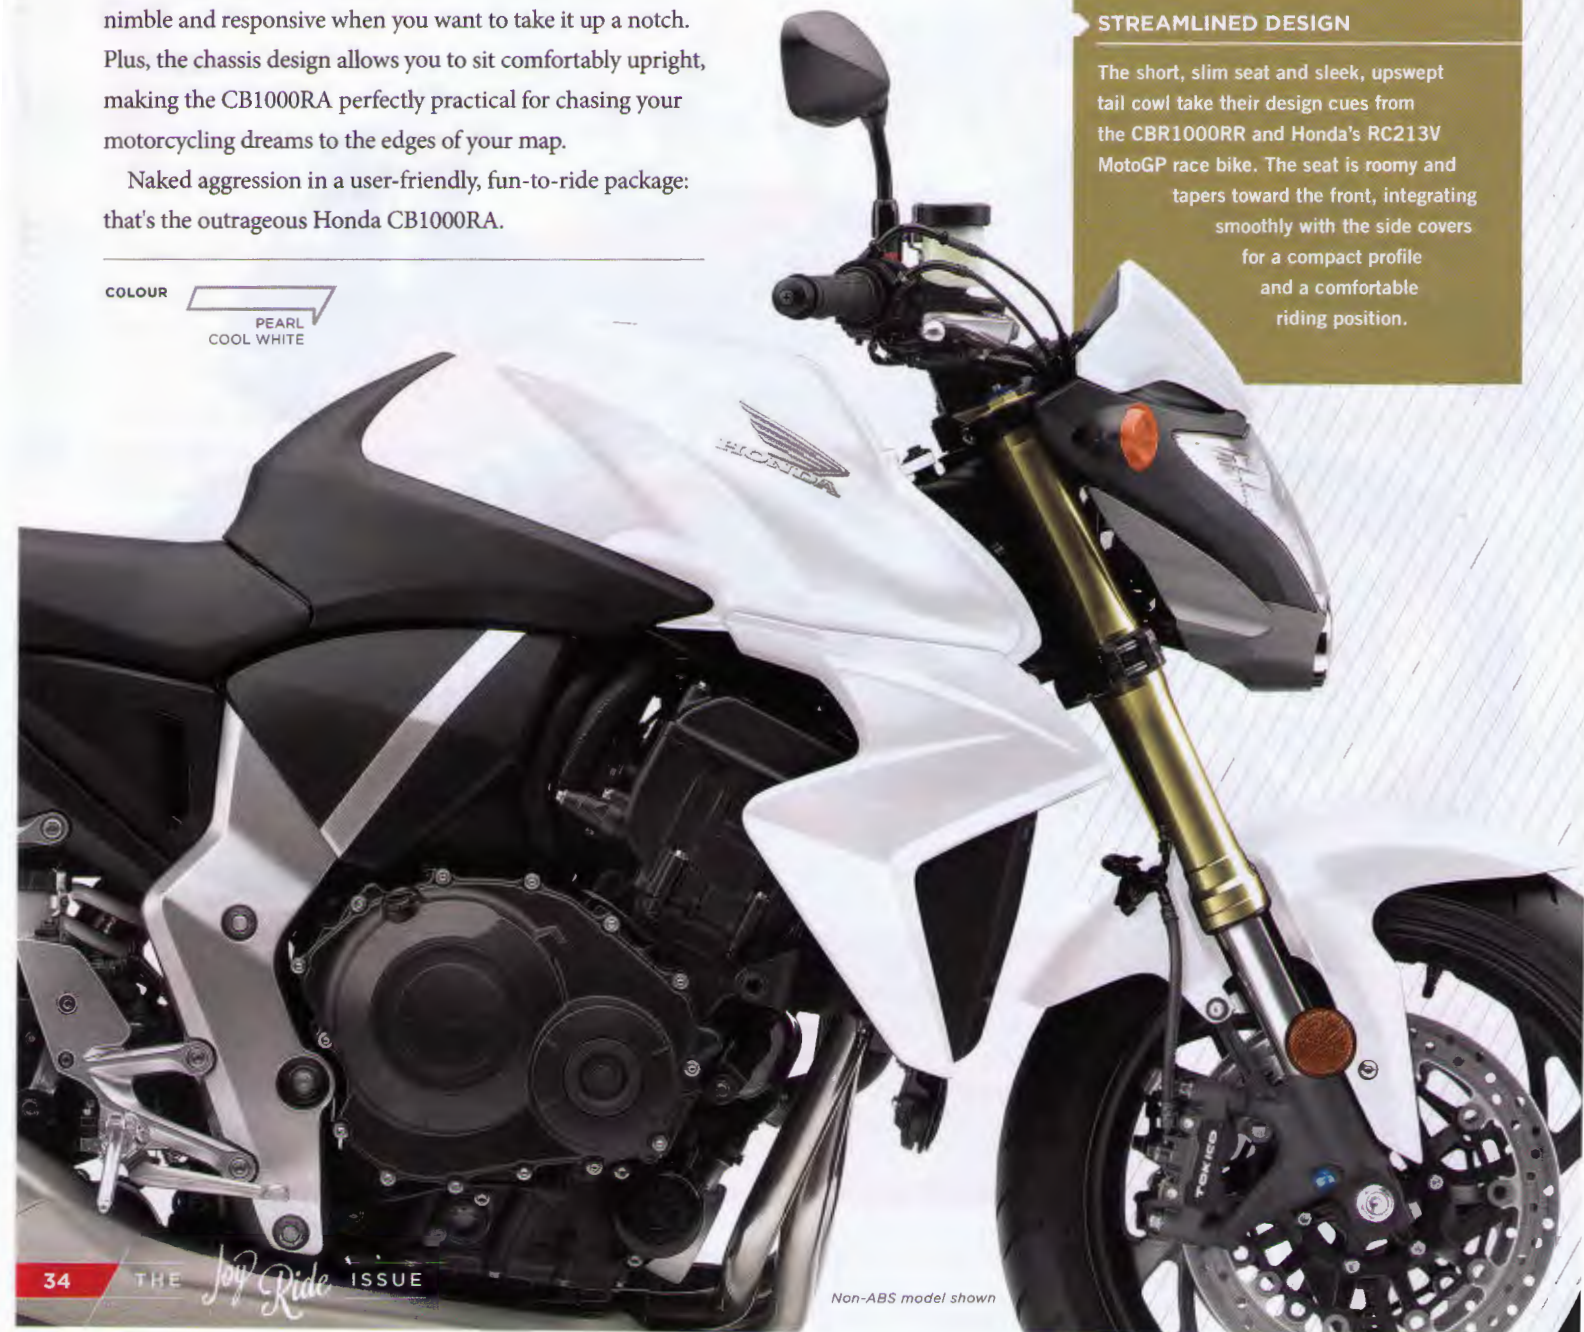 nimble and responsive when you want to take it up a notch.
Plus, the chassis design allows you to sit comfortably upright,
making the CB1000RA perfectly practical for chasing your
motorcycling dreams to the edges of your map.
Naked aggression in a user-friendly, fun-to-ride package:
that's the outrageous Honda CB1000RA.
COLOUR
PEARL
COOL WHITE
STREAMLINED DESIGN
The short, slim seat and sleek, upswept
tail cowl take their design cues from
the CBR1000RR and Honda's RC213V
MotoGP race bike. The seat is roomy and
tapers toward the front, integrating
smoothly with the side covers
for a compact profile
and a comfortable
riding position.
HONDA
TOKICO
34 THE Joy Ride ISSUE
Non-ABS model shown